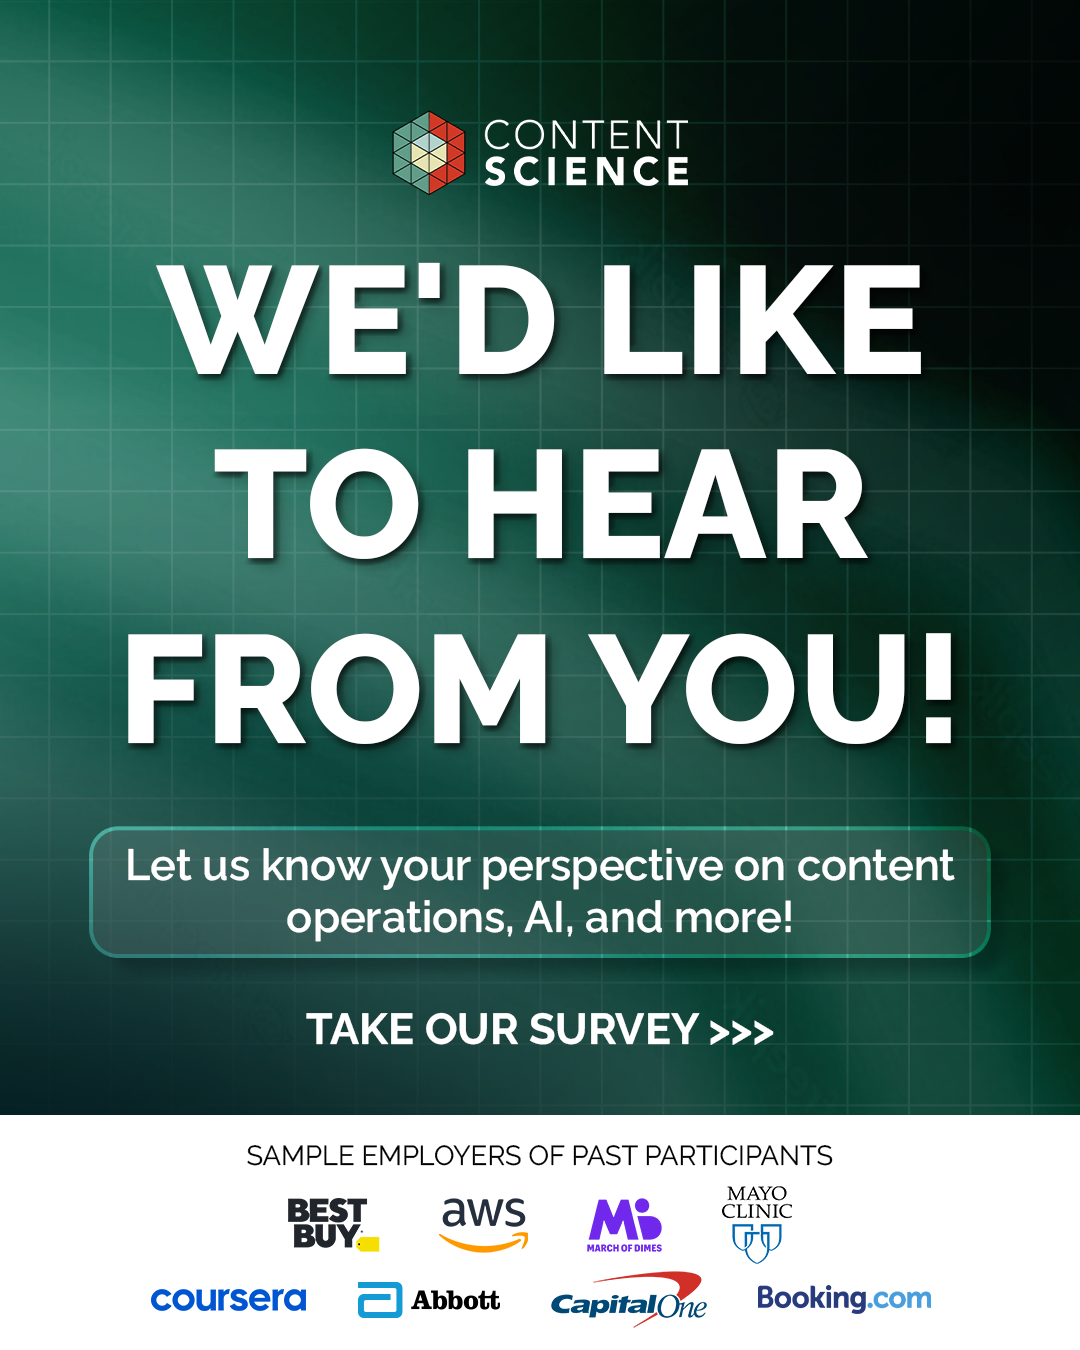 CONTENT
SCIENCE
WE'D LIKE
TO HEAR
FROM YOU!
Let us know your perspective on content
operations, AI, and more!
TAKE OUR SURVEY >>>
SAMPLE EMPLOYERS OF PAST PARTICIPANTS
BEST
BUY
aws
MARCH OF DIMES
MAYO
CLINIC
coursera
Abbott
CapitalOne
Booking.com